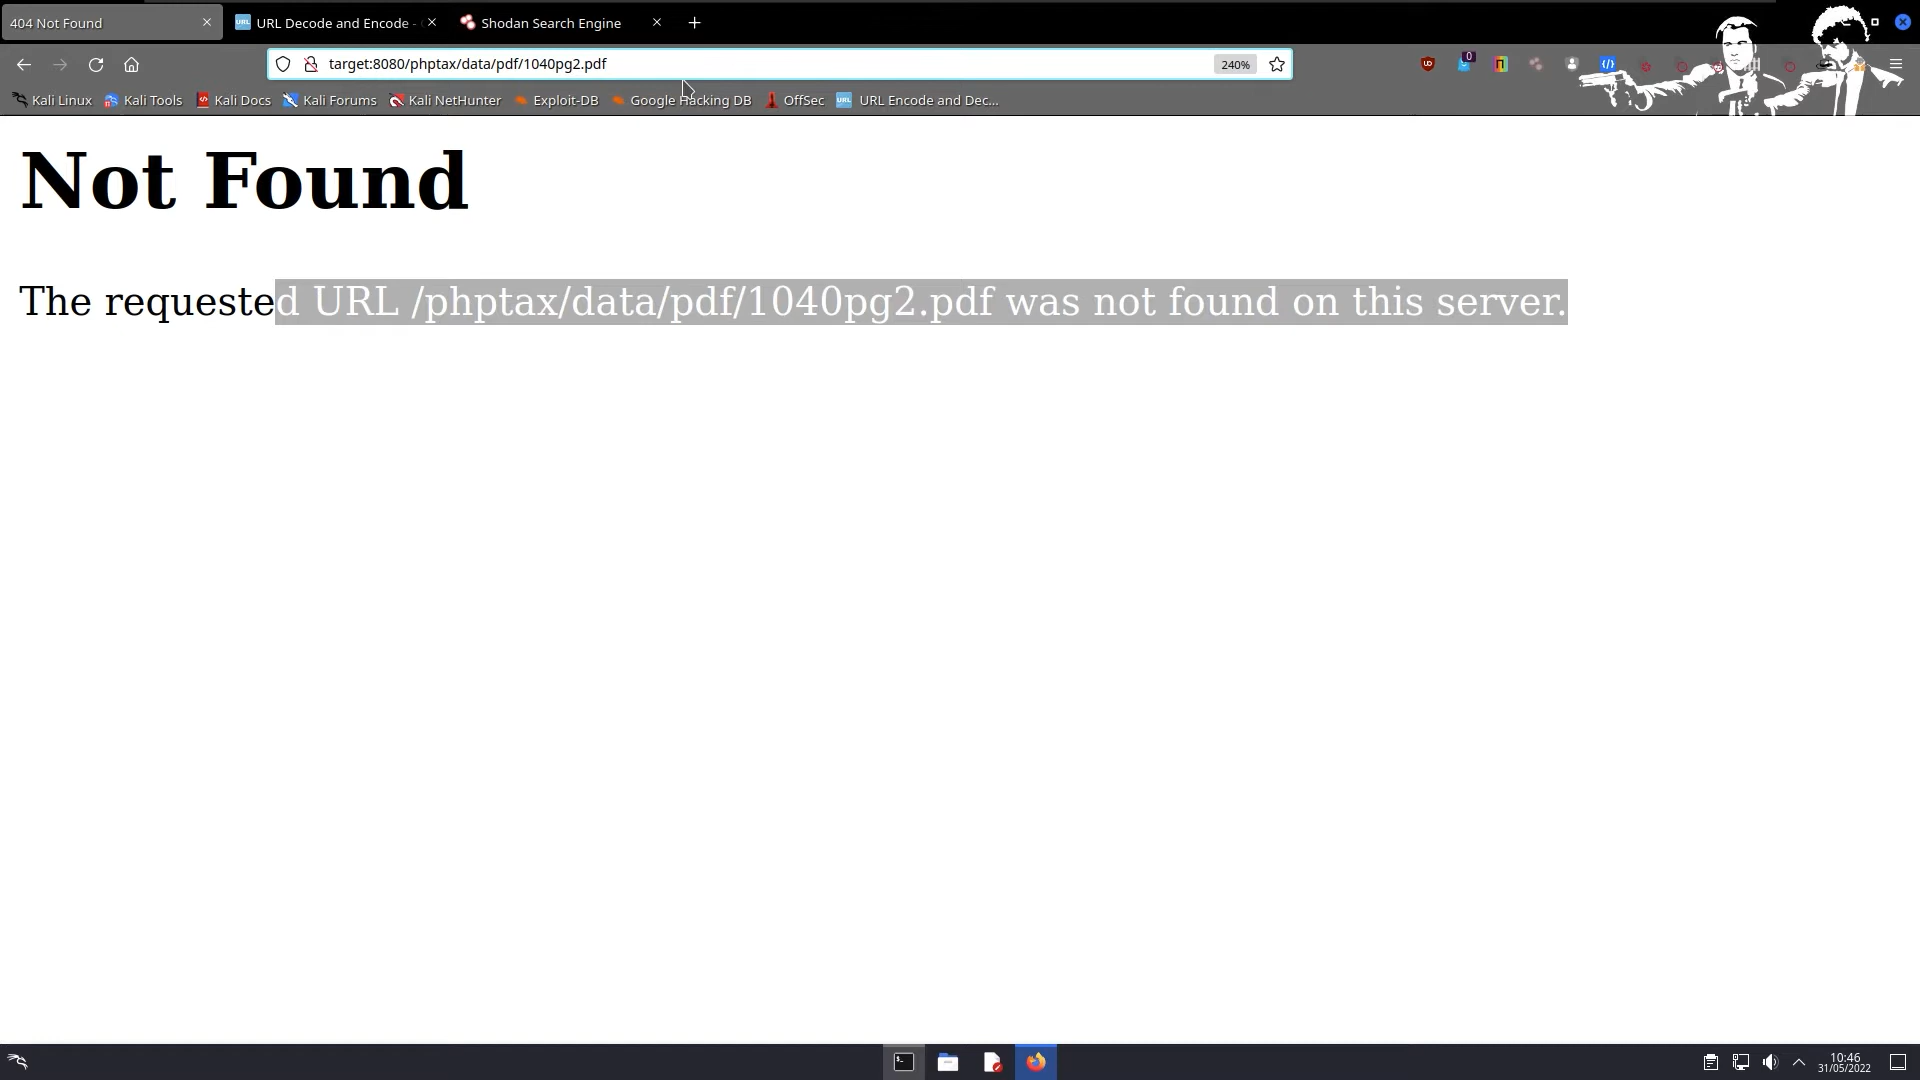 404 Not Found
URL Decode and Encode -
Shodan Search Engine
target:8080/phptax/data/pdf/1040pg2.pdf
240%
0
Kali Linux
Kali Tools
Kali Docs
Kali Forums
Kali NetHunter
Exploit-DB
Google Hacking DB
OffSec
URL Encode and Dec...
Not Found
The requested URL /phptax/data/pdf/1040pg2.pdf was not found on this server.
10:46
31/05/2022